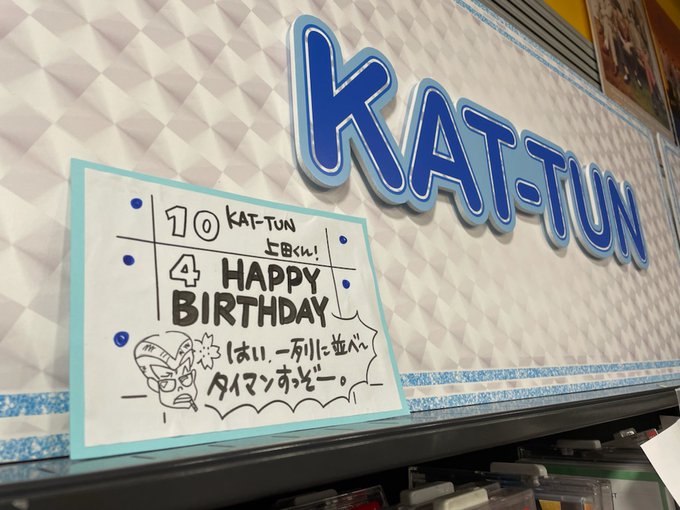 KAT-TUN
10 KAT-TUN
上田くん!
4 HAPPY
BIRTHDAY
はい、一列に並べ〜
タイマンすっぞー。